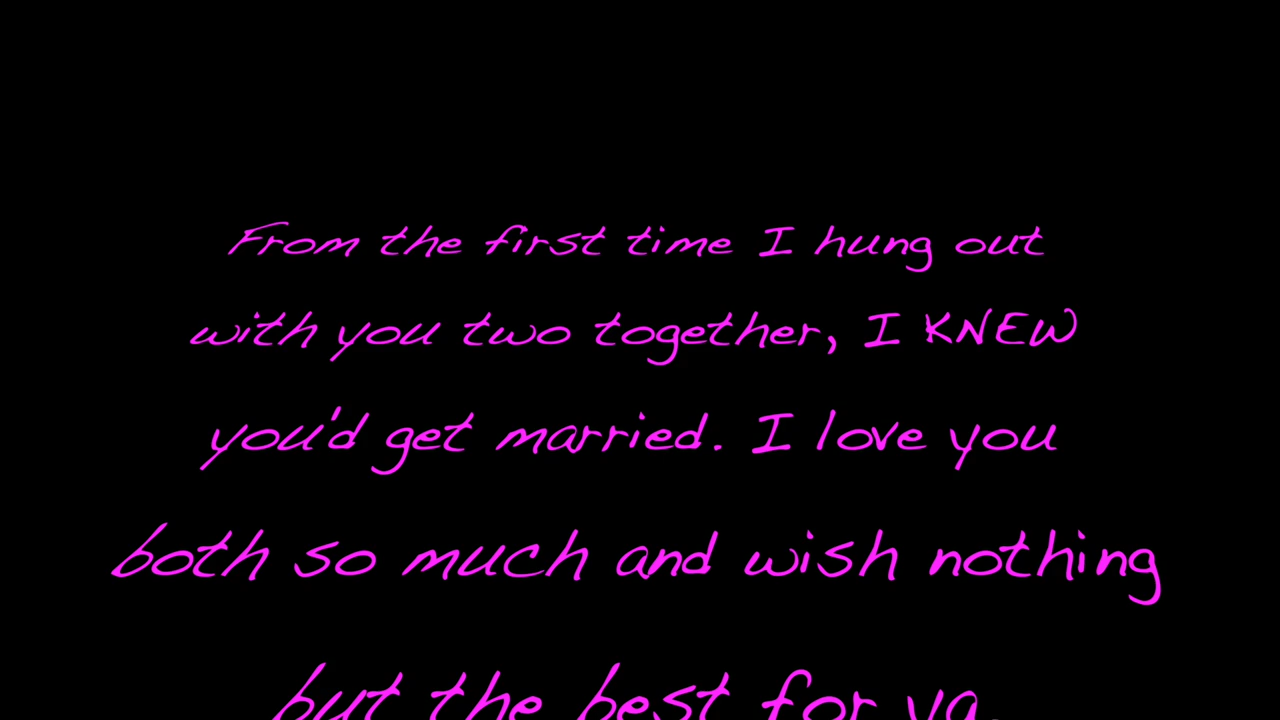 From the first time I hung out
with you two together, I KNEW
you'd get married. I love you
both so much and wish nothing
but the best for ya.